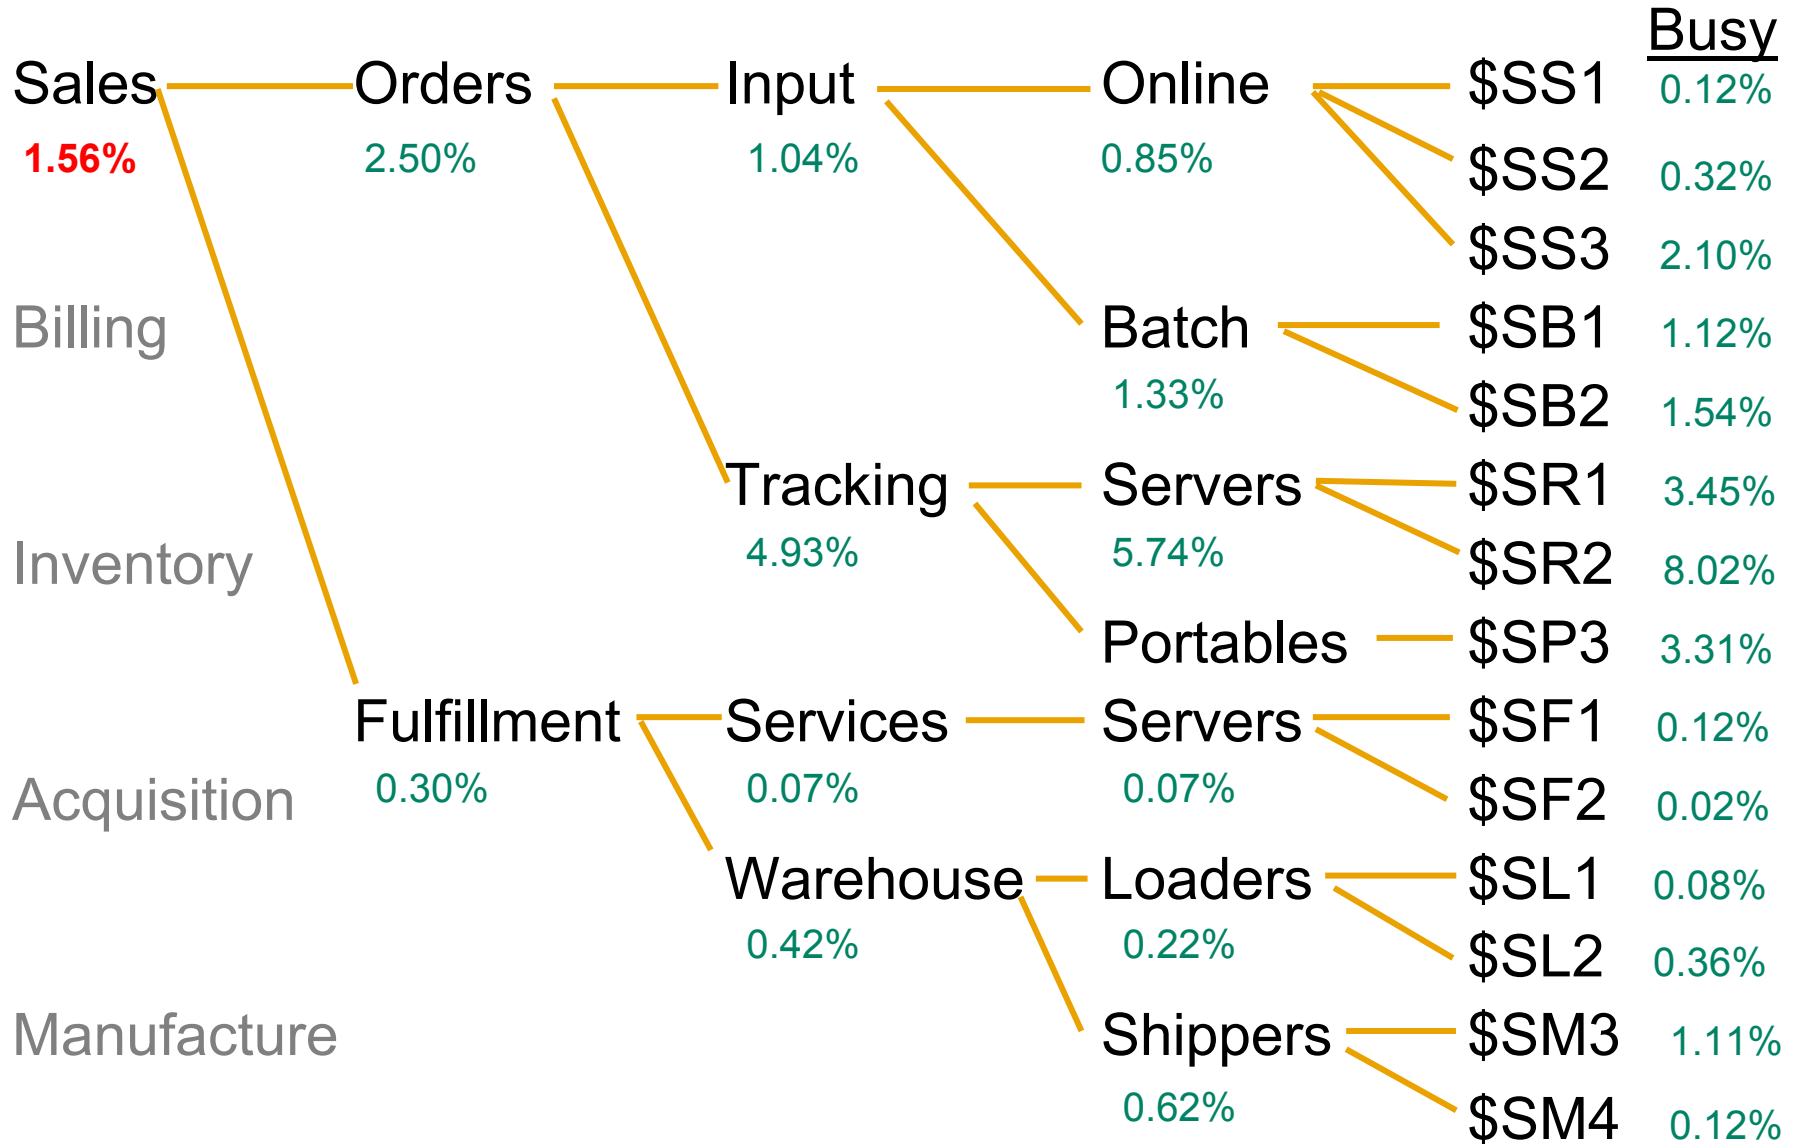 Busy
Sales Orders Input Online $SS1 0.12%
1.56% 2.50% 1.04% 0.85% $SS2 0.32%
$SS3 2.10%
Billing Batch $SB1 1.12%
1.33% $SB2 1.54%
Tracking Servers $SR1 3.45%
Inventory 4.93% 5.74% $SR2 8.02%
Portables $SP3 3.31%
Fulfillment Services Servers $SF1 0.12%
Acquisition 0.30% 0.07% 0.07% $SF2 0.02%
Warehouse Loaders $SL1 0.08%
0.42% 0.22% $SL2 0.36%
Manufacture Shippers $SM3 1.11%
0.62% $SM4 0.12%